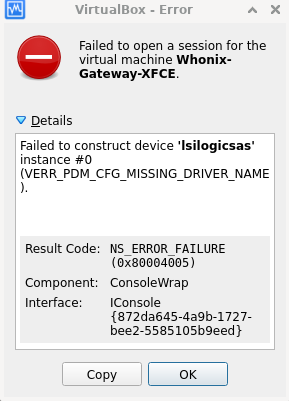 VirtualBox - Error
Failed to open a session for the
virtual machine Whonix-
Gateway-XFCE.
Details
Failed to construct device 'lsilogicsas'
instance #0
(VERR_PDM_CFG_MISSING_DRIVER_NAME
).
Result Code: NS_ERROR_FAILURE
(0x80004005)
Component: ConsoleWrap
Interface: IConsole
{872da645-4a9b-1727-
bee2-5585105b9eed}
Copy
OK